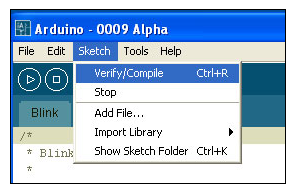 Arduino - 0009 Alpha
File Edit Sketch Tools Help
Verify/Compile Ctrl+R
Stop
Add File...
Import Library
Show Sketch Folder Ctrl+K
Blink
/*
* Blink
*